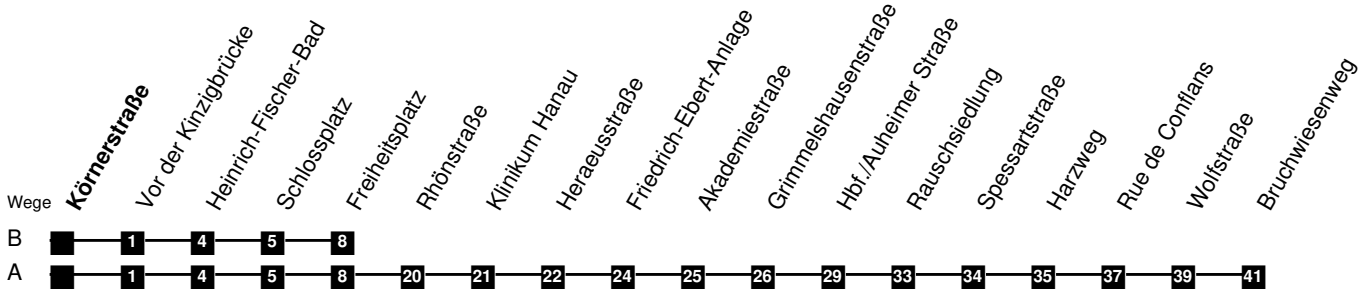 Wege
Körnerstraße
Vor der Kinzigbrücke
Heinrich-Fischer-Bad
Schlossplatz
Freiheitsplatz
Rhönstraße
Klinikum Hanau
Heraeusstraße
Friedrich-Ebert-Anlage
Akademiestraße
Grimmelshausenstraße
Hbf./Auheimer Straße
Rauschsiedlung
Spessartstraße
Harzweg
Rue de Conflans
Wolfstraße
Bruchwiesenweg
B 1 4 5 8
A 1 4 5 8 20 21 22 24 25 26 29 33 34 35 37 39 41